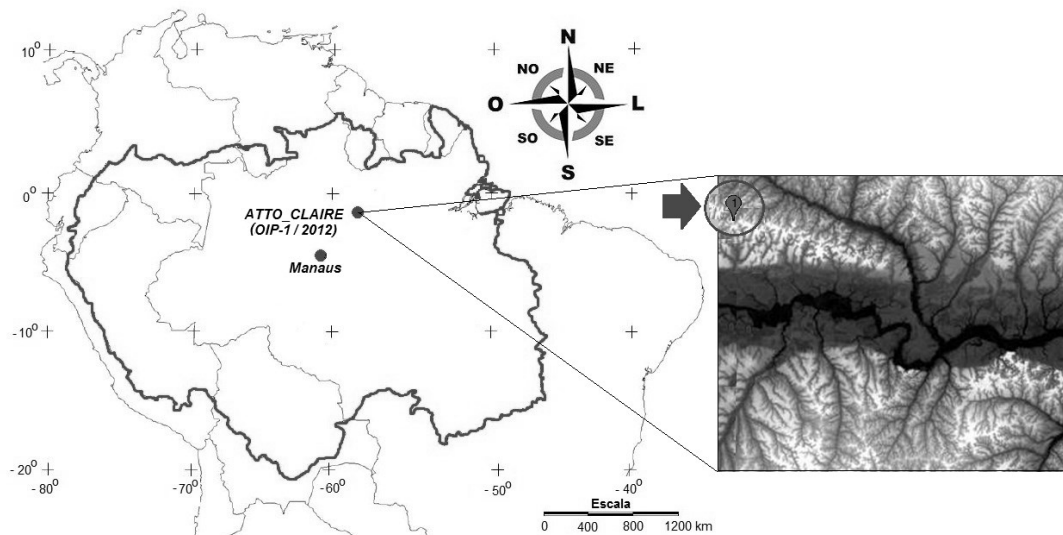 10°
0°
- 10°
- 20°
- 80°
- 70°
- 60°
- 50°
- 40°
N
NO
NE
O
L
SO
SE
S
ATTO_CLAIRE
(OIP-1 / 2012)
Manaus
1
Escala
0 400 800 1200 km